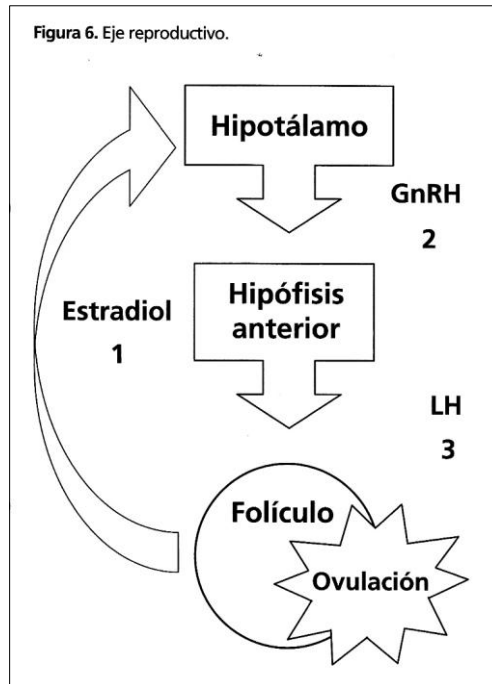 Figura 6. Eje reproductivo.
Hipotálamo
GnRH
2
Hipófisis
anterior
Estradiol
1
LH
3
Folículo
Ovulación